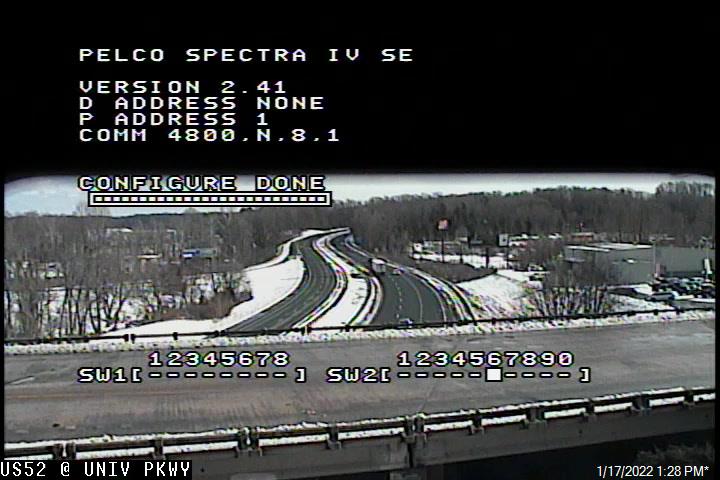 PELCO SPECTRA IV SE
VERSION 2.41
D ADDRESS NONE
P ADDRESS 1
COMM 4800,N,8,1
CONFIGURE DONE
12345678 1234567890
SW1[--------] SW2[-----■----]
US52 @ UNIV PKWY
1/17/2022 1:28 PM*